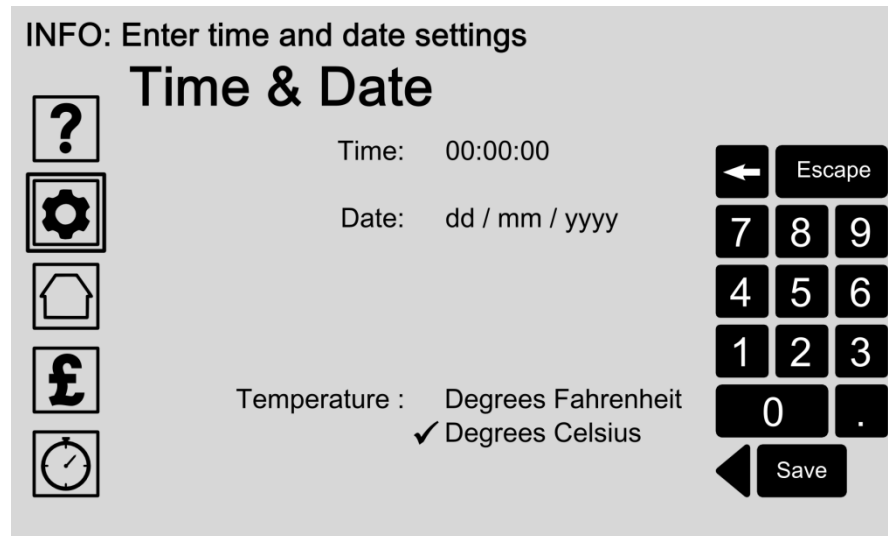 INFO: Enter time and date settings
Time & Date
?
Time: 00:00:00
Date: dd / mm / yyyy
£
Temperature : Degrees Fahrenheit
✓ Degrees Celsius
Escape
7 8 9
4 5 6
1 2 3
0 .
Save